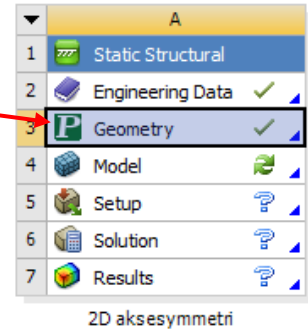 A
1 Static Structural
2 Engineering Data
3 P Geometry
4 Model
5 Setup
6 Solution
7 Results
2D aksesymmetri